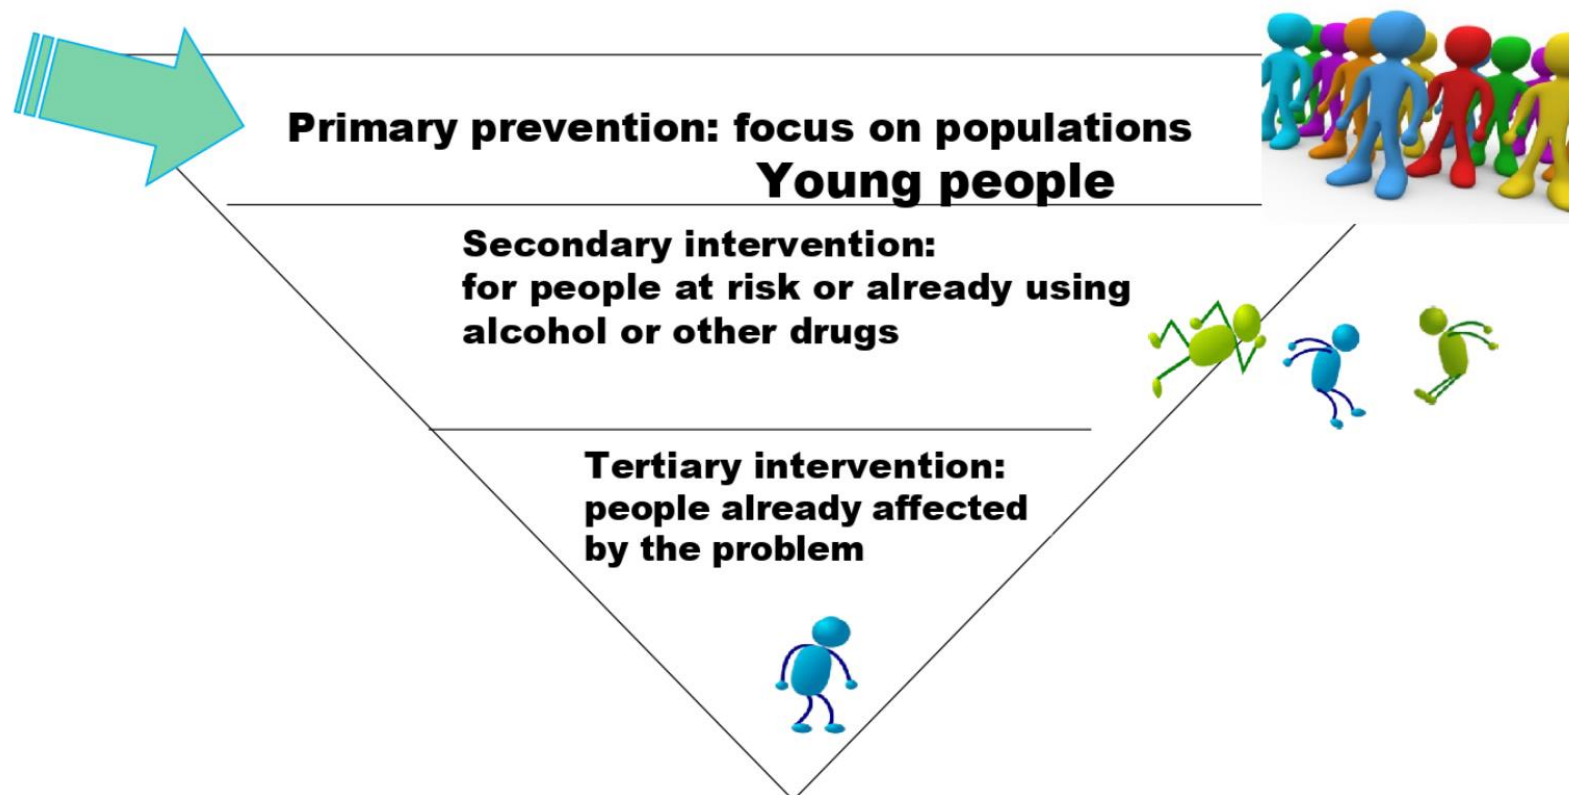 Primary prevention: focus on populations
Young people
Secondary intervention:
for people at risk or already using
alcohol or other drugs
Tertiary intervention:
people already affected
by the problem